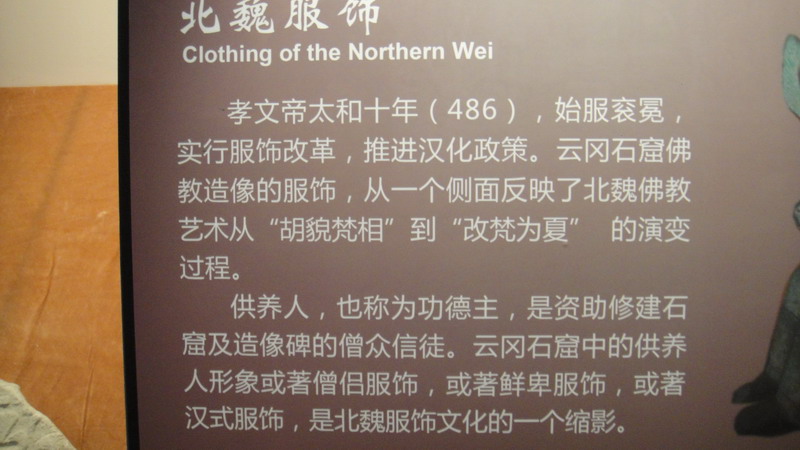 北魏服饰
Clothing of the Northern Wei
孝文帝太和十年（486），始服衮冕，
实行服饰改革，推进汉化政策。云冈石窟佛
教造像的服饰，从一个侧面反映了北魏佛教
艺术从“胡貌梵相”到“改梵为夏” 的演变
过程。
供养人，也称为功德主，是资助修建石
窟及造像碑的僧众信徒。云冈石窟中的供养
人形象或著僧侣服饰，或著鲜卑服饰，或著
汉式服饰，是北魏服饰文化的一个缩影。